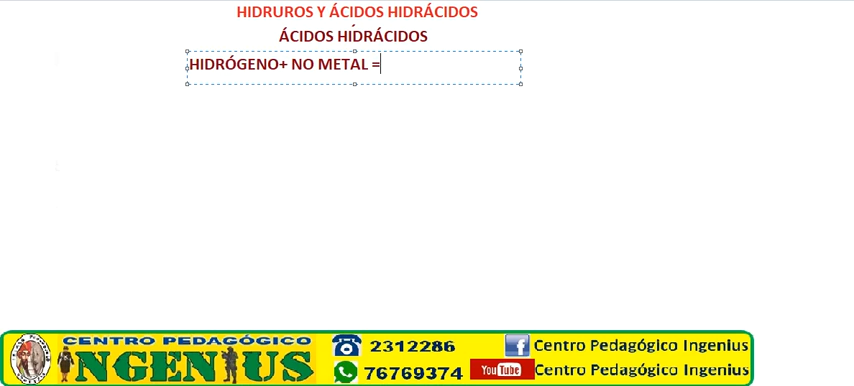 HIDRUROS Y ÁCIDOS HIDRÁCIDOS
ÁCIDOS HIDRÁCIDOS
HIDRÓGENO+ NO METAL =
CENTRO PEDAGÓGICO
INGENIUS
2312286
76769374
Centro Pedagógico Ingenius
YouTube Centro Pedagógico Ingenius